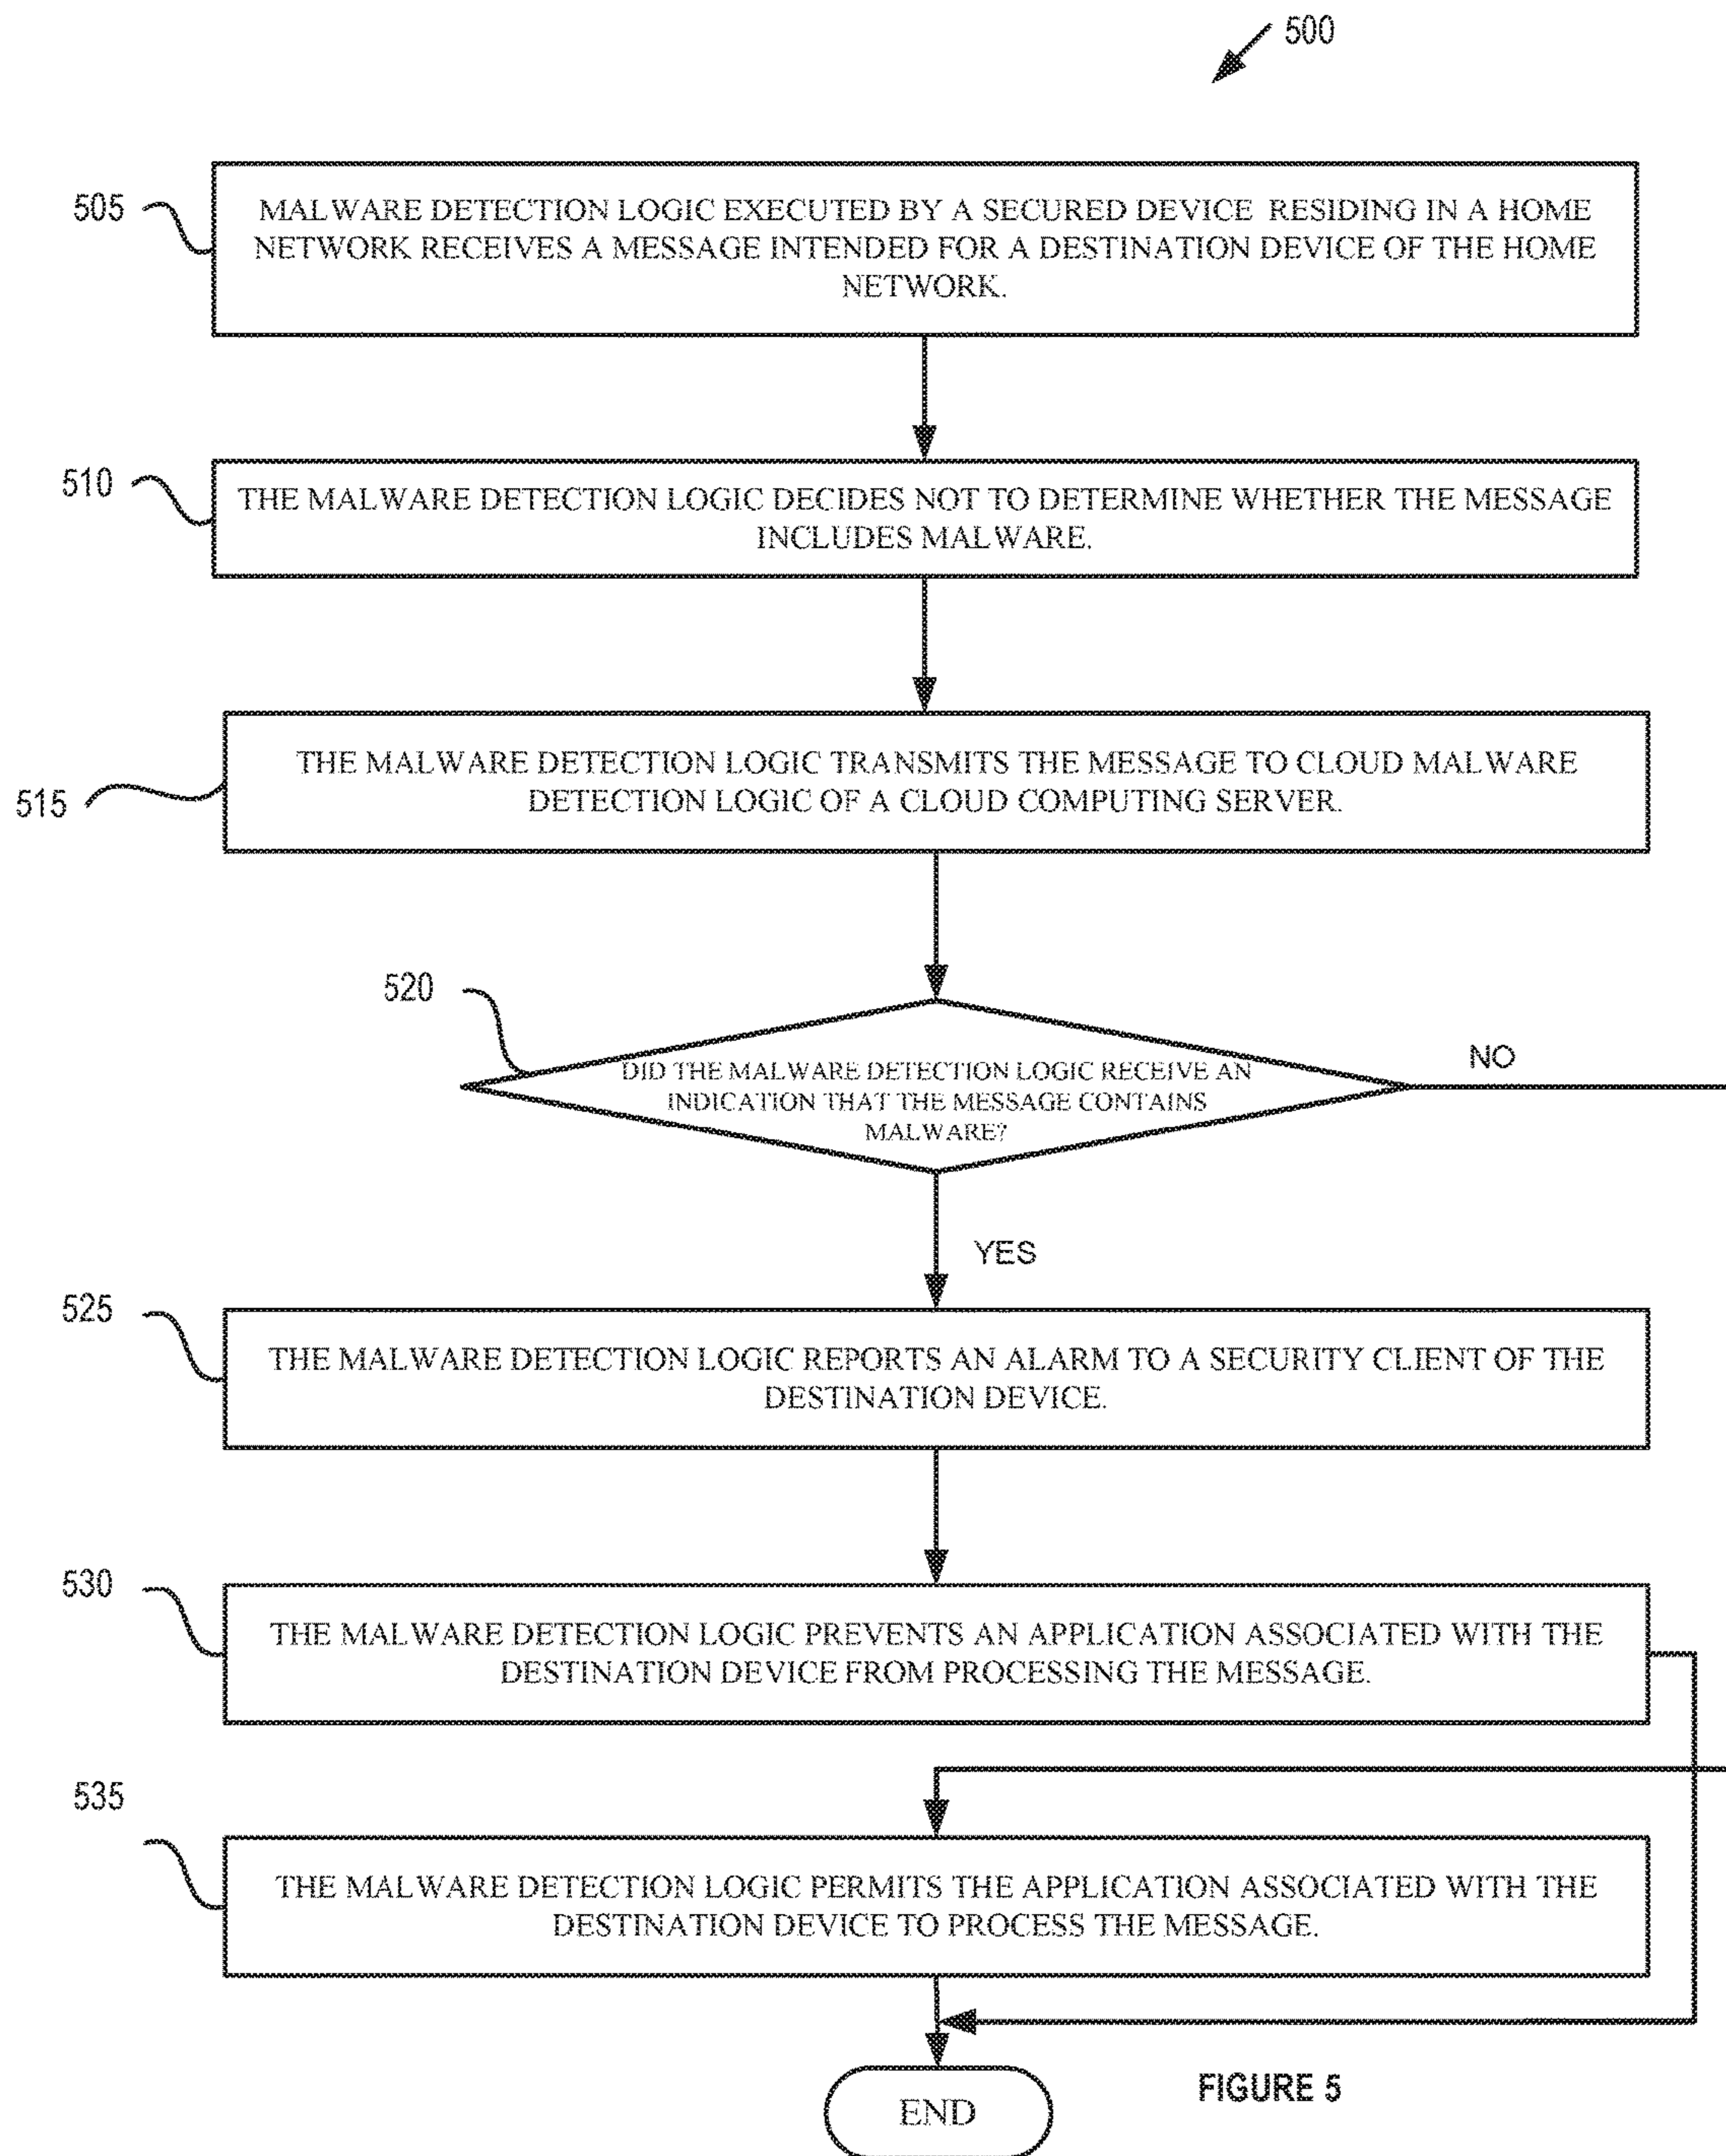 500
505
MALWARE DETECTION LOGIC EXECUTED BY A SECURED DEVICE RESIDING IN A HOME
NETWORK RECEIVES A MESSAGE INTENDED FOR A DESTINATION DEVICE OF THE HOME
NETWORK.
510
THE MALWARE DETECTION LOGIC DECIDES NOT TO DETERMINE WHETHER THE MESSAGE
INCLUDES MALWARE.
515
THE MALWARE DETECTION LOGIC TRANSMITS THE MESSAGE TO CLOUD MALWARE
DETECTION LOGIC OF A CLOUD COMPUTING SERVER.
520
DID THE MALWARE DETECTION LOGIC RECEIVE AN
INDICATION THAT THE MESSAGE CONTAINS
MALWARE?
NO
YES
525
THE MALWARE DETECTION LOGIC REPORTS AN ALARM TO A SECURITY CLIENT OF THE
DESTINATION DEVICE.
530
THE MALWARE DETECTION LOGIC PREVENTS AN APPLICATION ASSOCIATED WITH THE
DESTINATION DEVICE FROM PROCESSING THE MESSAGE.
535
THE MALWARE DETECTION LOGIC PERMITS THE APPLICATION ASSOCIATED WITH THE
DESTINATION DEVICE TO PROCESS THE MESSAGE.
END
FIGURE 5